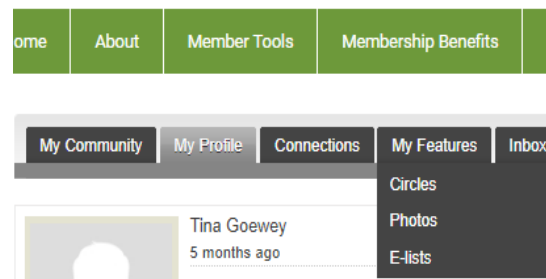 ome About Member Tools Membership Benefits
My Community My Profile Connections My Features Inbox
Circles
Photos
E-lists
Tina Goewey
5 months ago